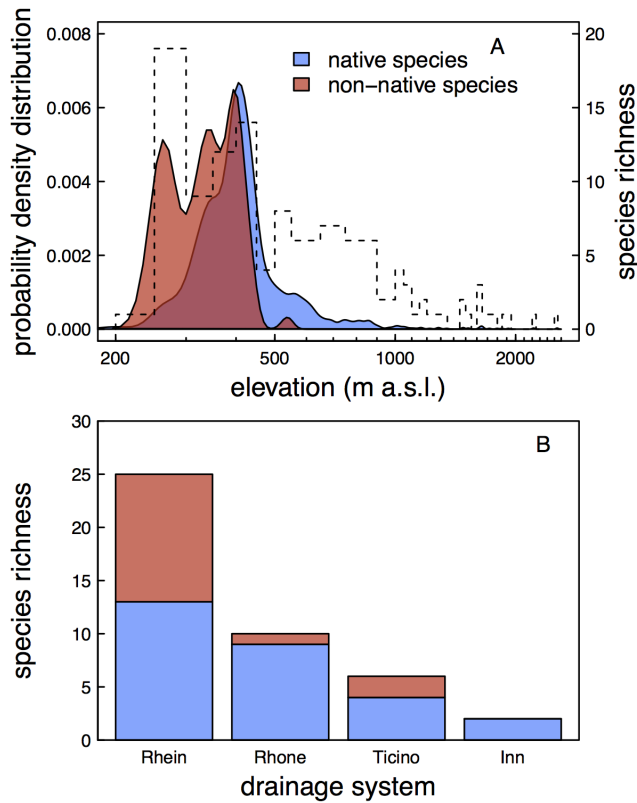 A
native species
non−native species
probability density distribution
0.008
0.006
0.004
0.002
0.000
20
15
10
5
0
species richness
200 500 1000 2000
elevation (m a.s.l.)
B
species richness
30
25
20
15
10
5
0
Rhein Rhone Ticino Inn
drainage system